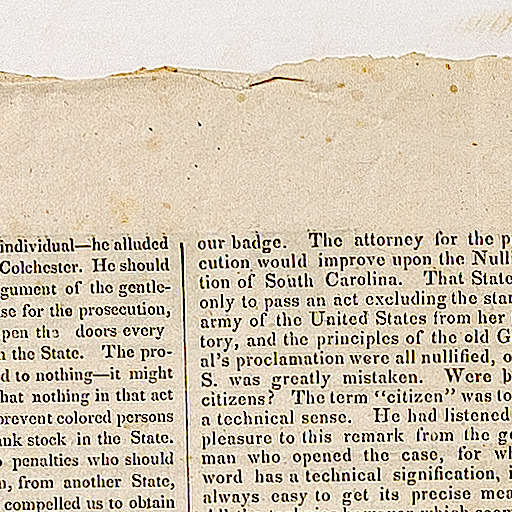 individual—he alluded
Colchester. He should
gument of the gentle-
se for the prosecution,
pen the doors every
the State. The pro-
d to nothing—it might
hat nothing in that act
prevent colored persons
ank stock in the State.
penalties who should
, from another State,
compelled us to obtain
our badge. The attorney for the p
cution would improve upon the Nulli
tion of South Carolina. That State
only to pass an act excluding the stan
army of the United States from her
tory, and the principles of the old G
al's proclamation were all nullified, o
S. was greatly mistaken. Were b
citizens? The term "citizen" was to
a technical sense. He had listened
pleasure to this remark from the ge
man who opened the case, for wh
word has a technical signification, i
always easy to get its precise mea